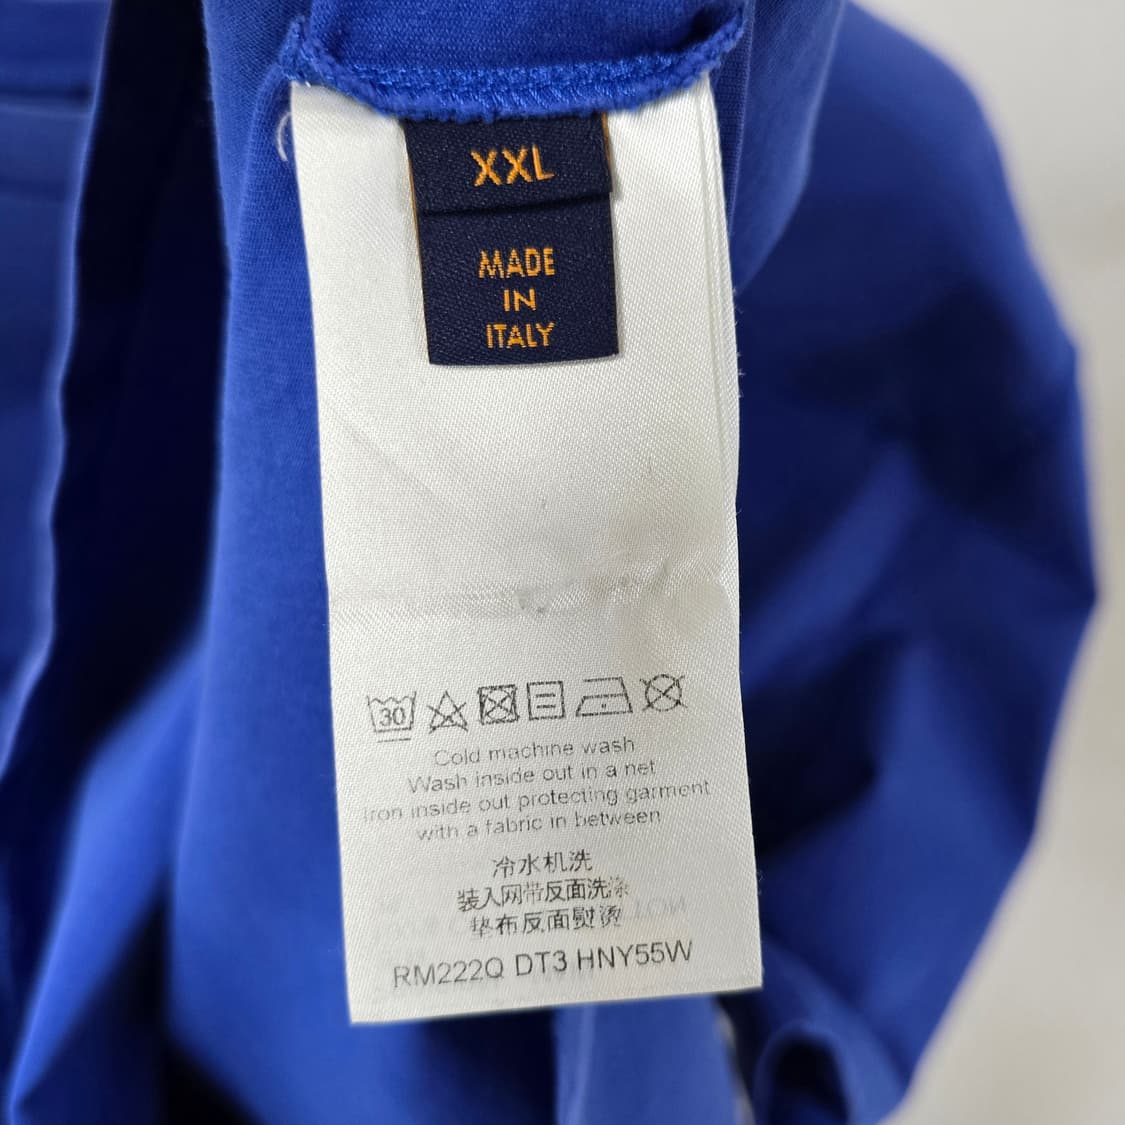 XXL
MADE
IN
ITALY
30
Cold machine wash
Wash inside out in a net
Iron inside out protecting garment
with a fabric in between
冷水机洗
装入网带反面洗涤
垫布反面熨烫
RM222Q DT3 HNY55W